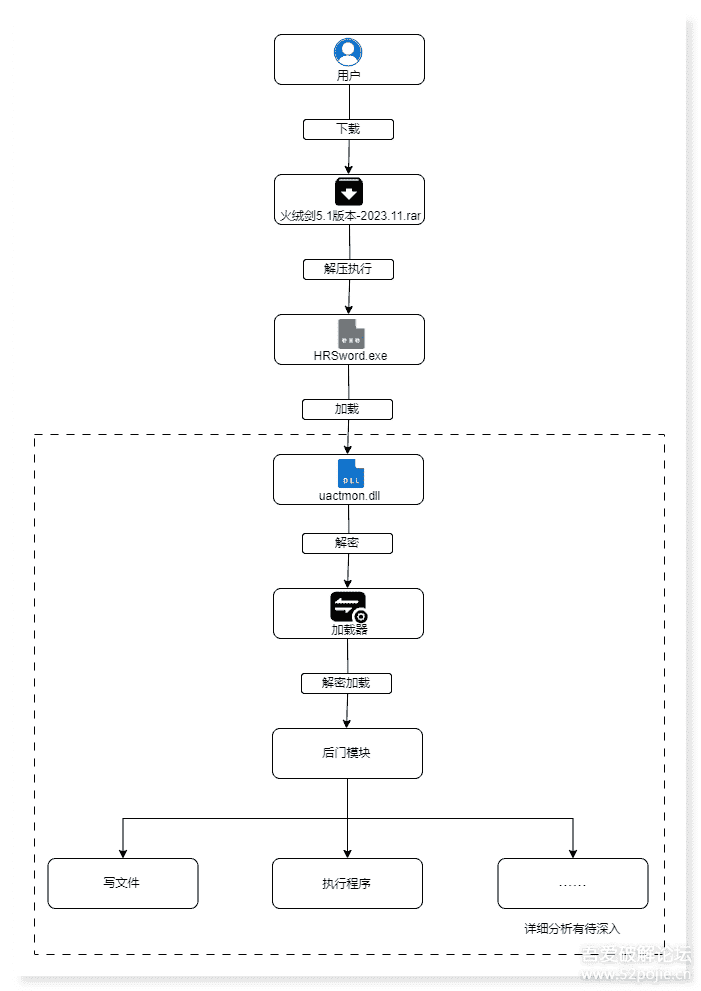 用户
下载
火绒剑5.1版本-2023.11.rar
解压执行
exe
HRSword.exe
加载
DLL
uactmon.dll
解密
加载器
解密加载
后门模块
写文件
执行程序
……
详细分析有待深入
吾爱破解论坛
www.52pojie.cn